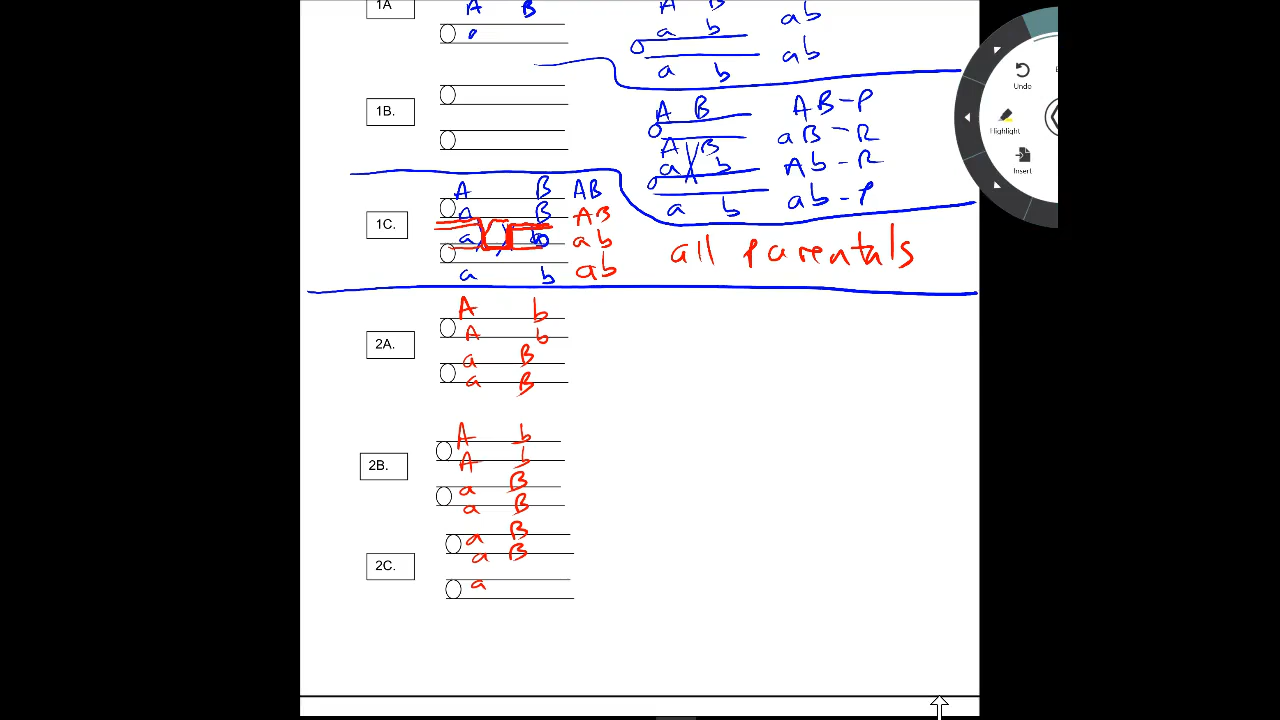 1A
A B
A B
a b
a b
ab
ab
Undo
Highlight
Insert
1B.
A B
A B
a b
a b
AB-P
aB-R
Ab-R
ab-P
1C.
A B AB
A B AB
a b ab
a b ab
all parentals
2A.
A b
A b
a B
a B
2B.
A b
A b
a B
a B
2C.
a B
a B
a